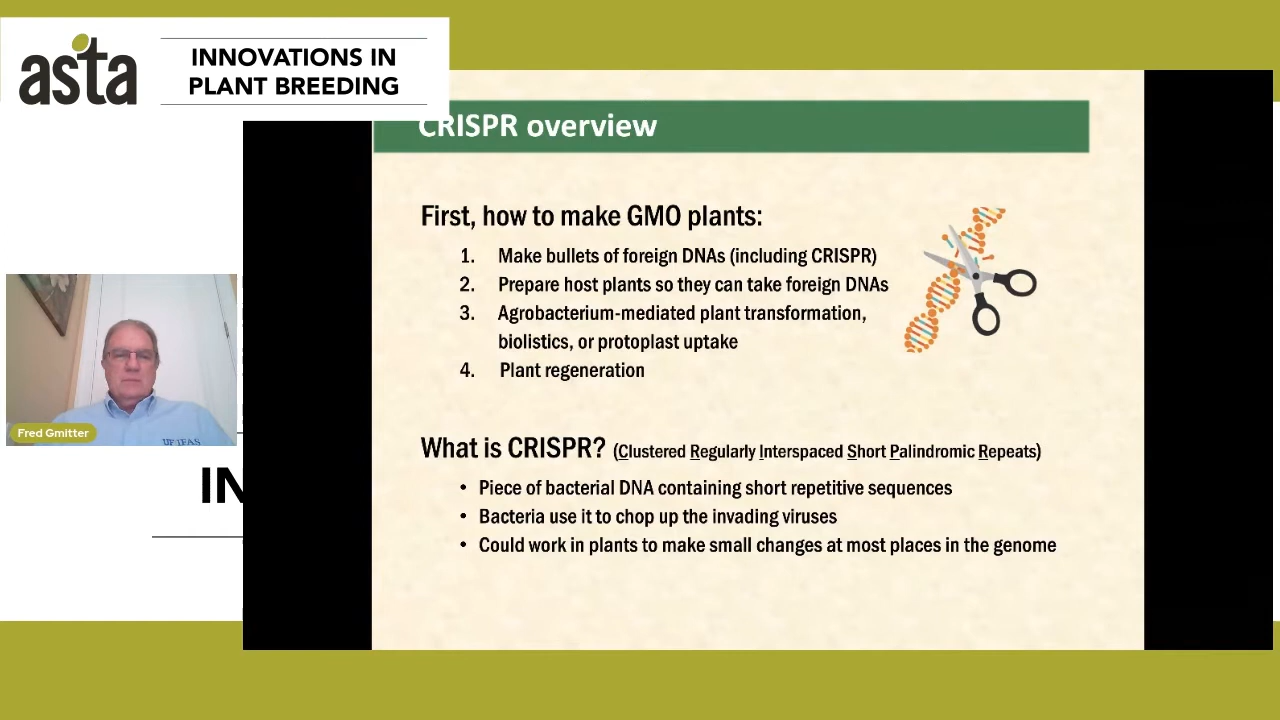 asta
INNOVATIONS IN
PLANT BREEDING
CRISPR overview
First, how to make GMO plants:
1. Make bullets of foreign DNAs (including CRISPR)
2. Prepare host plants so they can take foreign DNAs
3. Agrobacterium-mediated plant transformation,
biolistics, or protoplast uptake
4. Plant regeneration
What is CRISPR? (Clustered Regularly Interspaced Short Palindromic Repeats)
• Piece of bacterial DNA containing short repetitive sequences
• Bacteria use it to chop up the invading viruses
• Could work in plants to make small changes at most places in the genome
UF IFAS
Fred Gmitter
IN